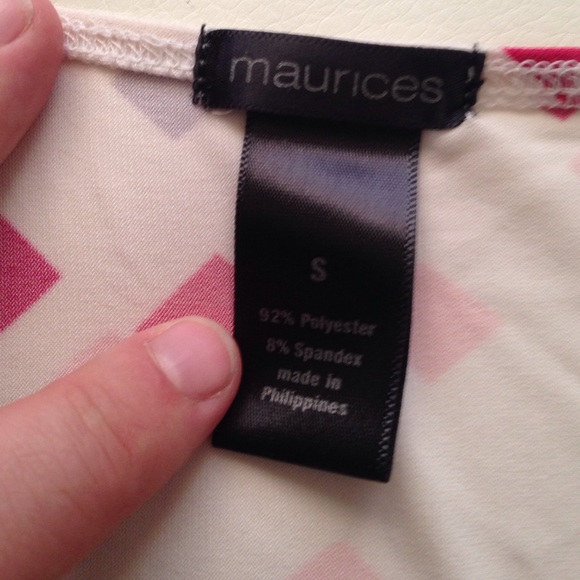 maurices
S
92% Polyester
8% Spandex
made in
Philippines